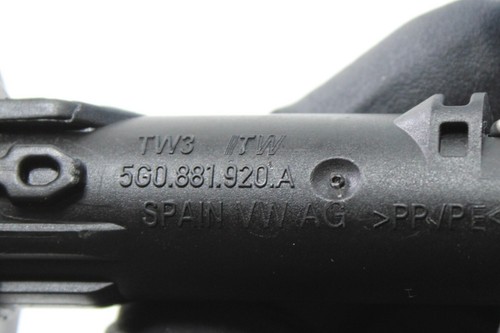 TW3 ITW
5G0.881.920.A
SPAIN VW AG >PP/PE<